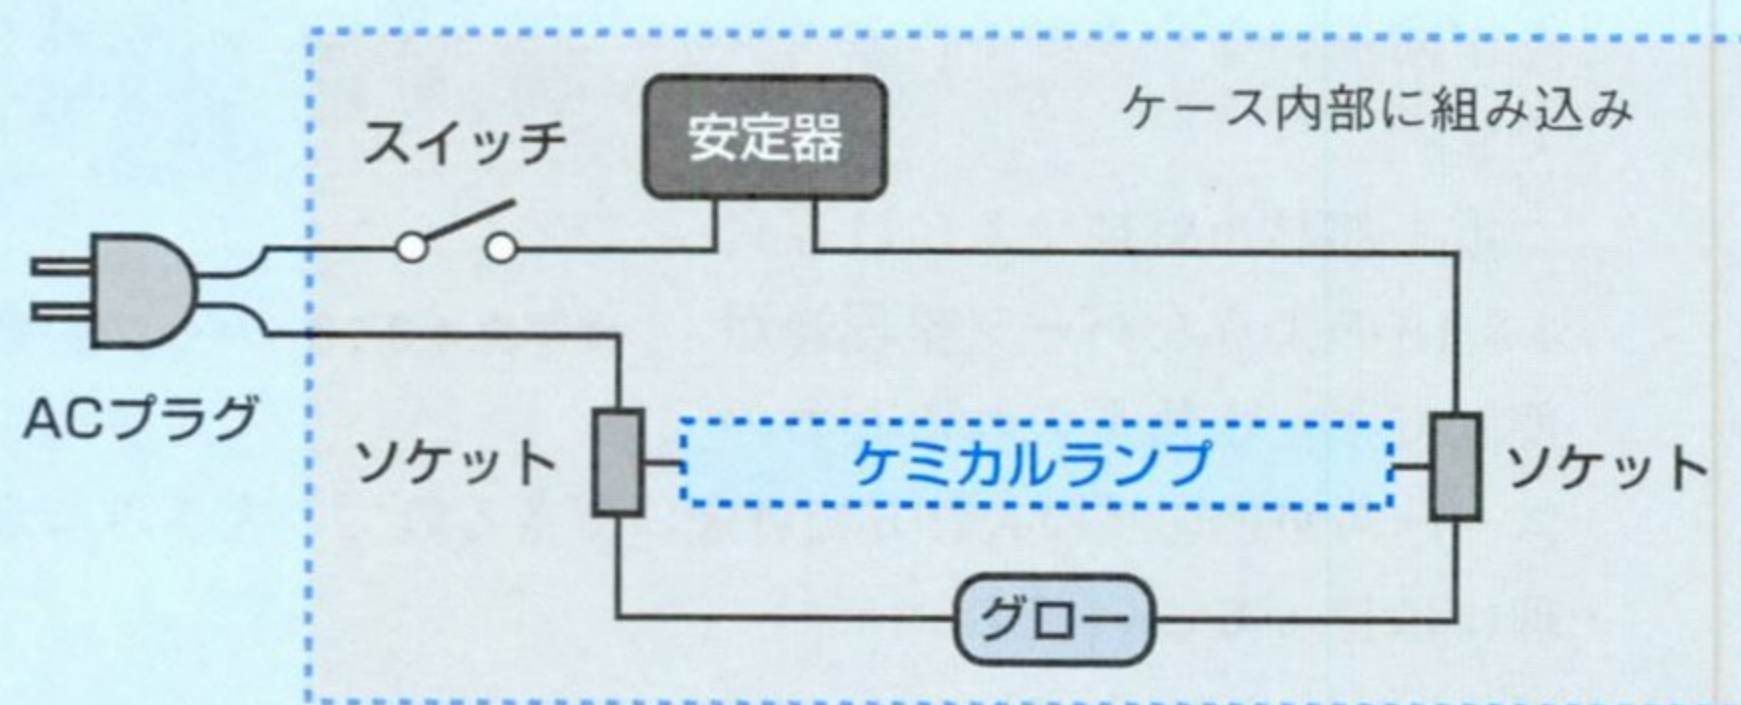 ケース内部に組み込み
スイッチ
安定器
ACプラグ
ソケット
ケミカルランプ
ソケット
グロー